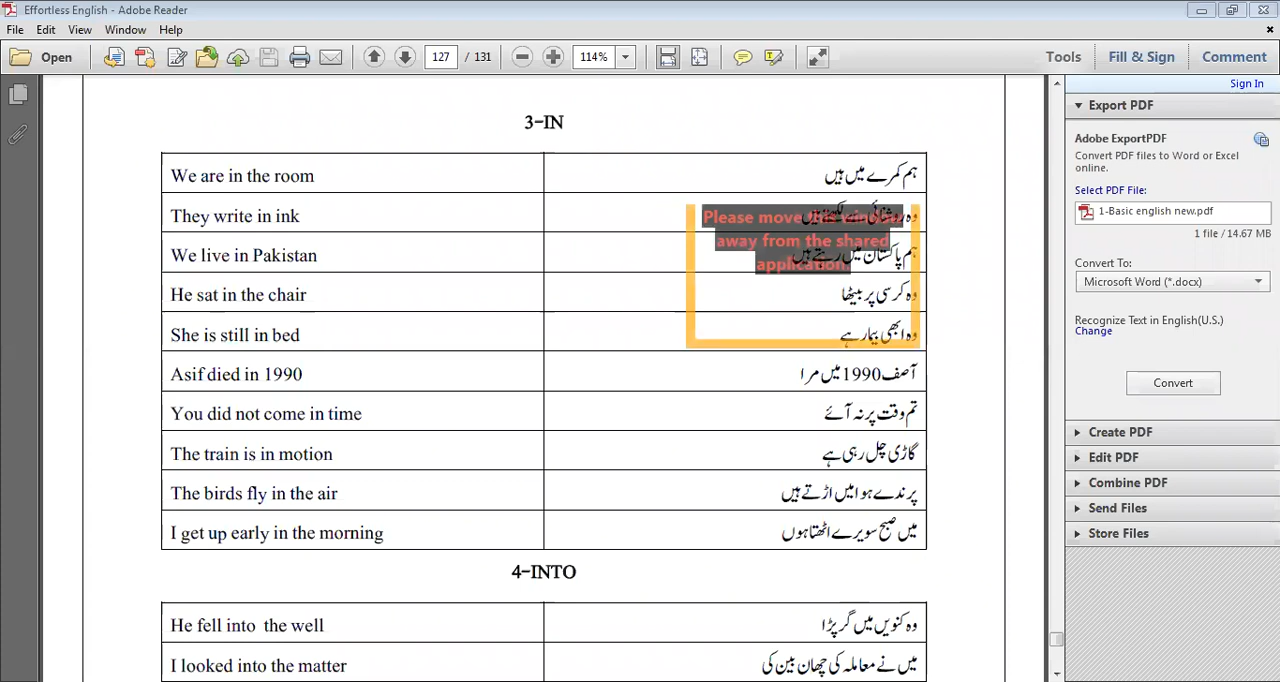 Effortless English - Adobe Reader
File Edit View Window Help
Open 127 / 131 114% Tools Fill & Sign Comment
Sign In
3-IN
We are in the room ہم کمرے میں ہیں
They write in ink وہ روشنائی سے
We live in Pakistan ہم پاکستان میں رہتے ہیں
He sat in the chair وہ کرسی پر بیٹھا
She is still in bed وہ ابھی بیمار ہے
Asif died in 1990 آصف 1990 میں مرا
You did not come in time تم وقت پر نہ آئے
The train is in motion گاڑی چل رہی ہے
The birds fly in the air پرندے ہوا میں اڑتے ہیں
I get up early in the morning میں صبح سویرے اٹھتا ہوں
4-INTO
He fell into the well وہ کنویں میں گر پڑا
I looked into the matter میں نے معاملہ کی چھان بین کی
Please move this window
away from the shared
application.
Export PDF
Adobe ExportPDF
Convert PDF files to Word or Excel
online.
Select PDF File:
1-Basic english new.pdf
1 file / 14.67 MB
Convert To:
Microsoft Word (*.docx)
Recognize Text in English(U.S.)
Change
Convert
Create PDF
Edit PDF
Combine PDF
Send Files
Store Files